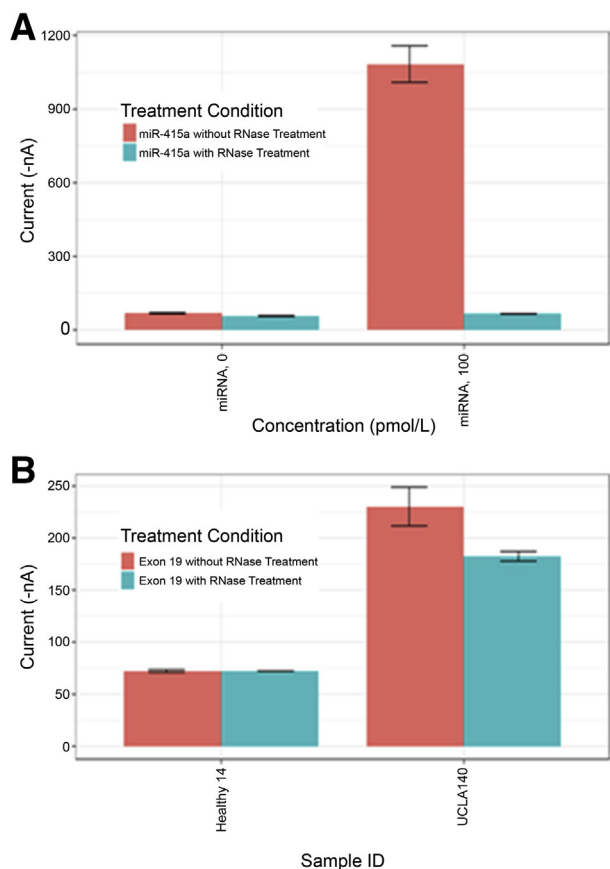 A
1200
900
600
300
0
Current (-nA)
Treatment Condition
miR-415a without RNase Treatment
miR-415a with RNase Treatment
miRNA, 0
miRNA, 100
Concentration (pmol/L)
B
250
200
150
100
50
0
Current (-nA)
Treatment Condition
Exon 19 without RNase Treatment
Exon 19 with RNase Treatment
Healthy 14
UCLA140
Sample ID